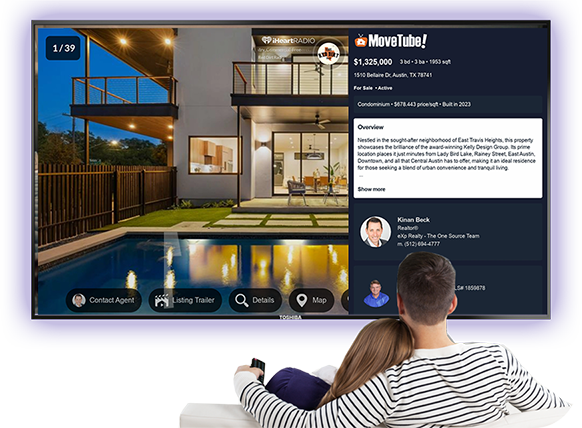 1 / 39
iHeartRADIO
MoveTube!
$1,325,000 3 bd • 3 ba • 1953 sqft
1510 Bellaire Dr, Austin, TX 78741
For Sale • Active
Condominium • $678.443 price/sqft • Built in 2023
Overview
Nestled in the sought-after neighborhood of East Travis Heights, this property
showcases the brilliance of the award-winning Kelly Design Group. Its prime
location places it just minutes from Lady Bird Lake, Rainey Street, East Austin,
Downtown, and all that Central Austin has to offer, making it an ideal residence
for those seeking a blend of urban convenience and tranquil living.
...
Show more
Kinan Beck
Realtor®
eXp Realty - The One Source Team
m. (512) 694-4777
LS# 1859878
Contact Agent
Listing Trailer
Details
Map
TOSHIBA